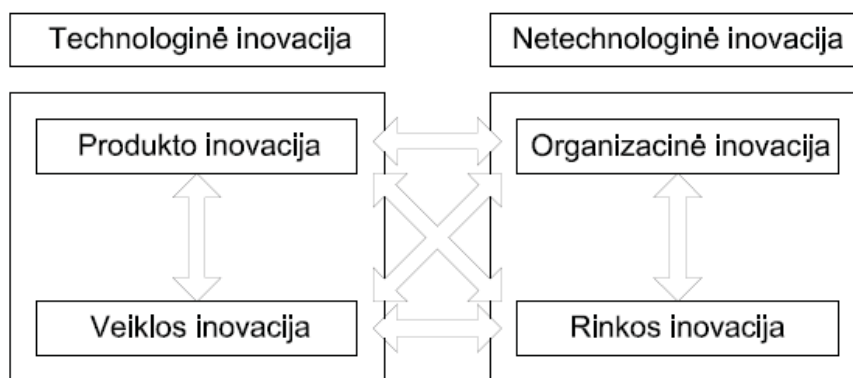 Technologinė inovacija
Netechnologinė inovacija
Produkto inovacija
Organizacinė inovacija
Veiklos inovacija
Rinkos inovacija